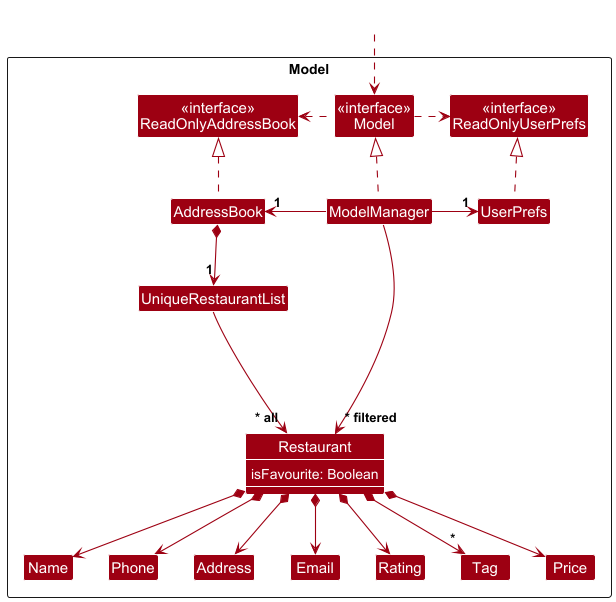 Model
«interface»
ReadOnlyAddressBook
«interface»
Model
«interface»
ReadOnlyUserPrefs
AddressBook
1
ModelManager
1
UserPrefs
1
UniqueRestaurantList
* all
* filtered
Restaurant
isFavourite: Boolean
*
Name
Phone
Address
Email
Rating
Tag
Price